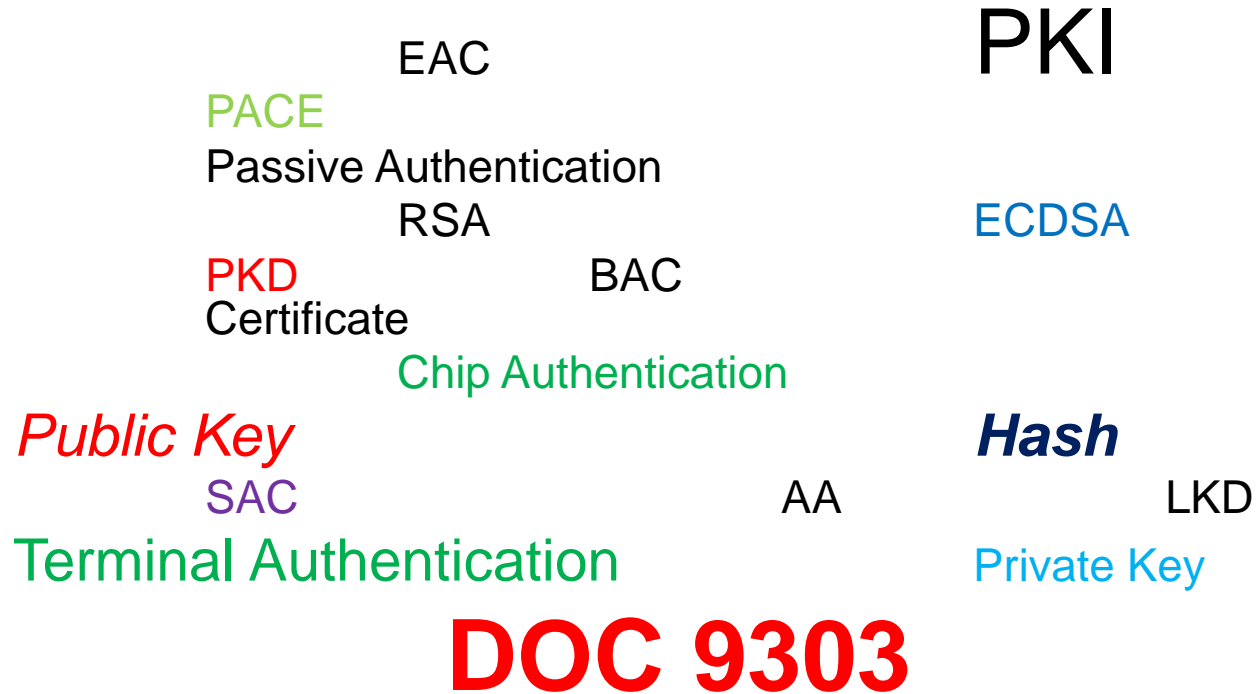 EAC PKI
PACE
Passive Authentication
RSA ECDSA
PKD BAC
Certificate
Chip Authentication
Public Key Hash
SAC AA LKD
Terminal Authentication Private Key
DOC 9303